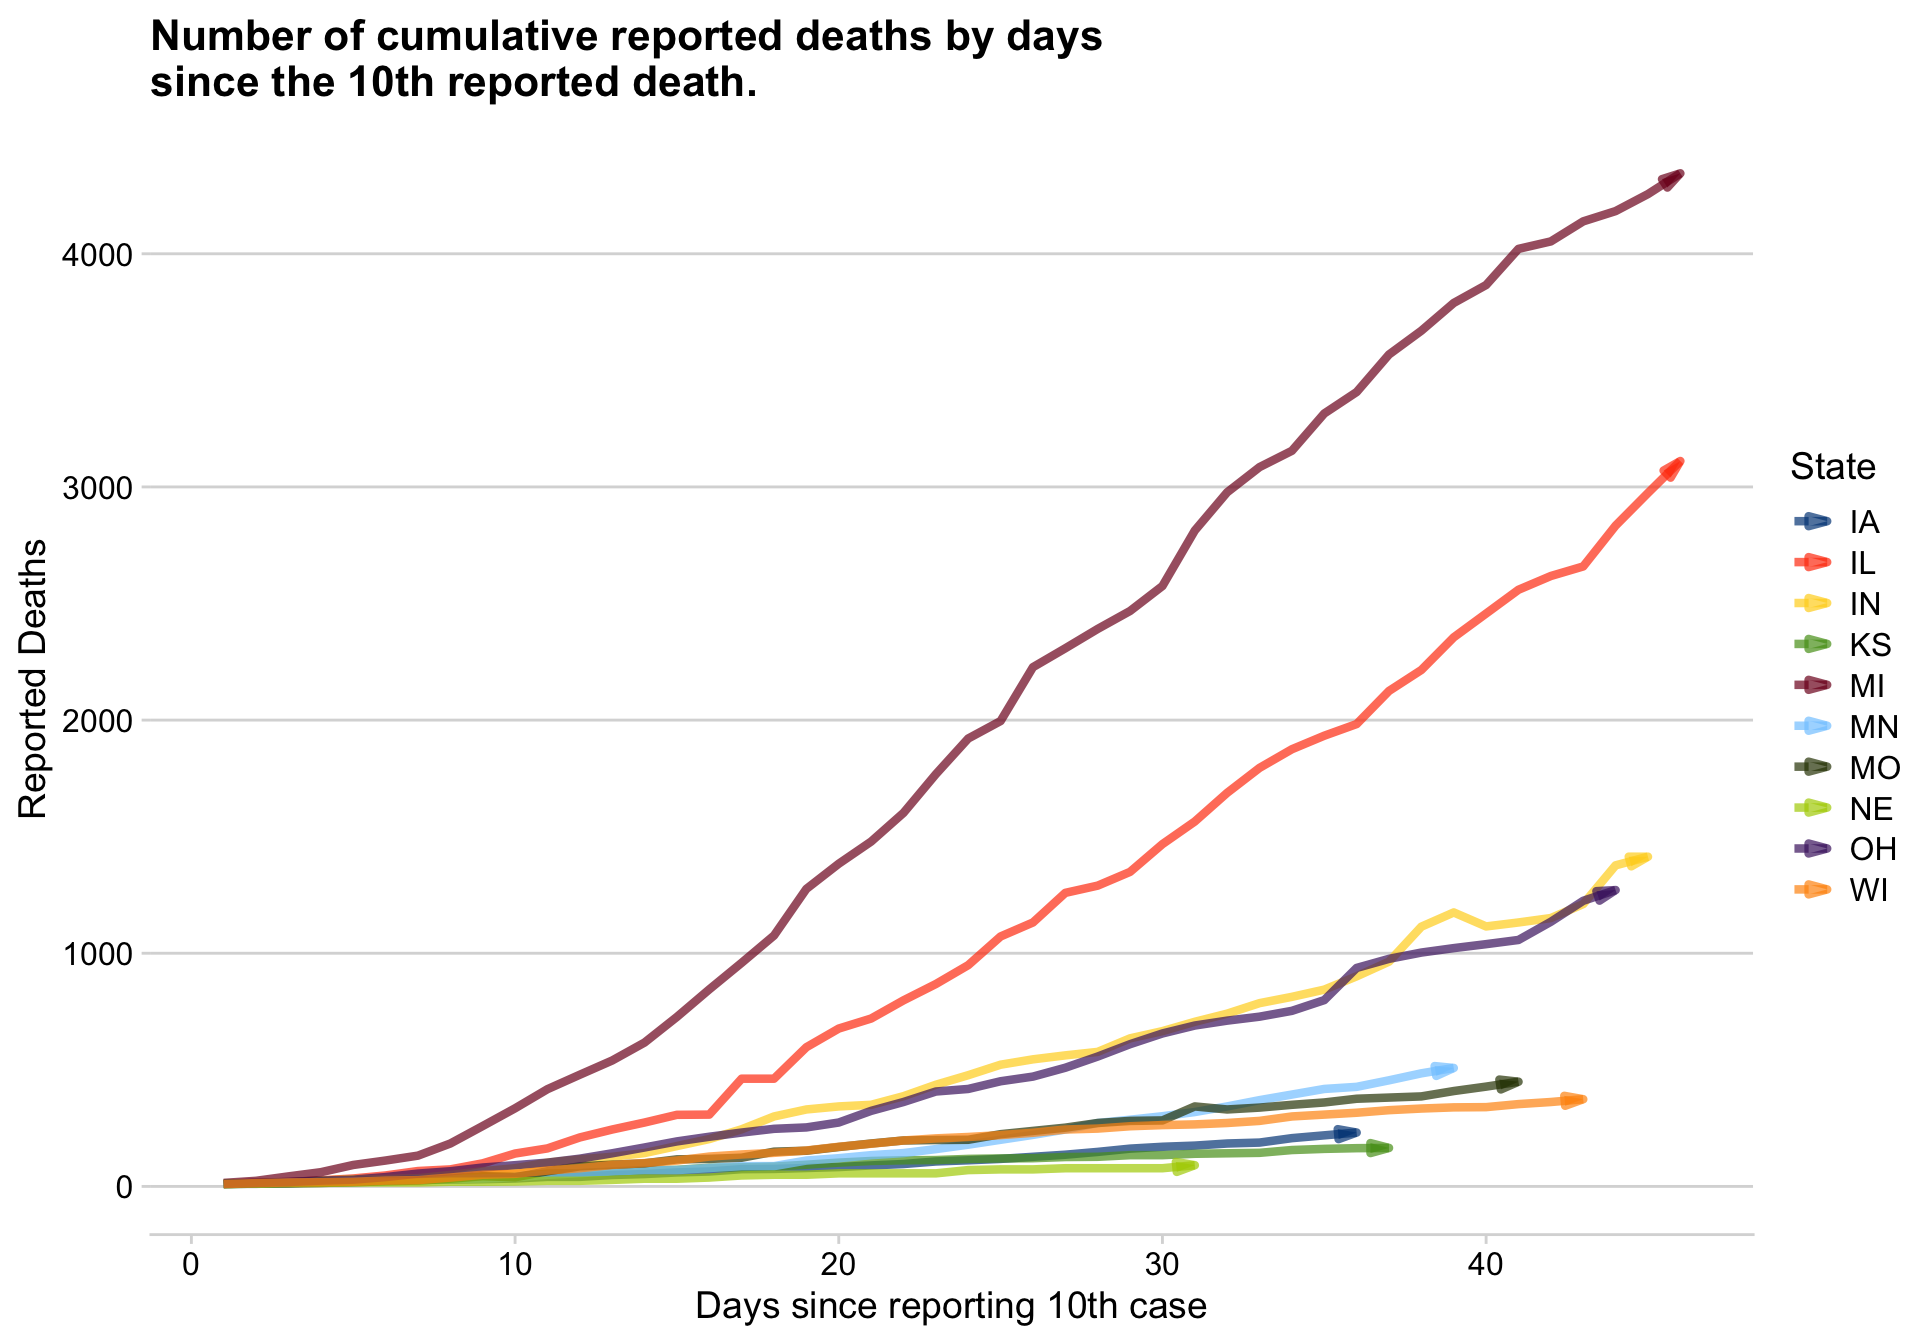 Number of cumulative reported deaths by days
since the 10th reported death.
4000
3000
2000
1000
0
Reported Deaths
0 10 20 30 40
Days since reporting 10th case
State
IA
IL
IN
KS
MI
MN
MO
NE
OH
WI